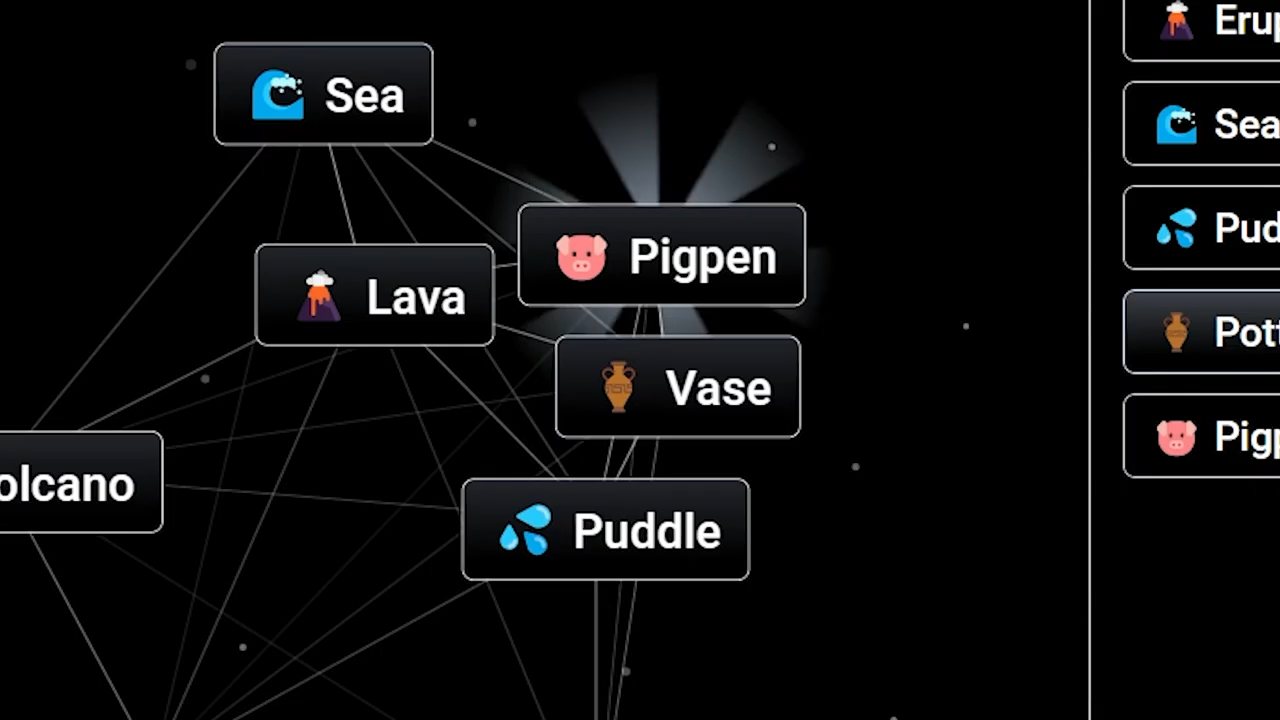 Sea
Lava
Pigpen
Vase
olcano
Puddle
Erup
Sea
Pud
Pott
Pigp